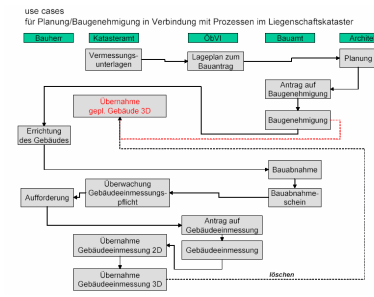 use cases
für Planung/Baugenehmigung in Verbindung mit Prozessen im Liegenschaftskataster
Bauherr Katasteramt ÖbVI Bauamt Archite
Vermessungs-
unterlagen
Lageplan zum
Bauantrag
Planung
Antrag auf
Baugenehmigung
Übernahme
gepl. Gebäude 3D
Baugenehmigung
Errichtung
des Gebäudes
Bauabnahme
Überwachung
Gebäudeeinmessungs-
pflicht
Aufforderung
Bauabnahme-
schein
Antrag auf
Gebäudeeinmessung
Übernahme
Gebäudeeinmessung 2D
Gebäudeeinmessung
löschen
Übernahme
Gebäudeeinmessung 3D